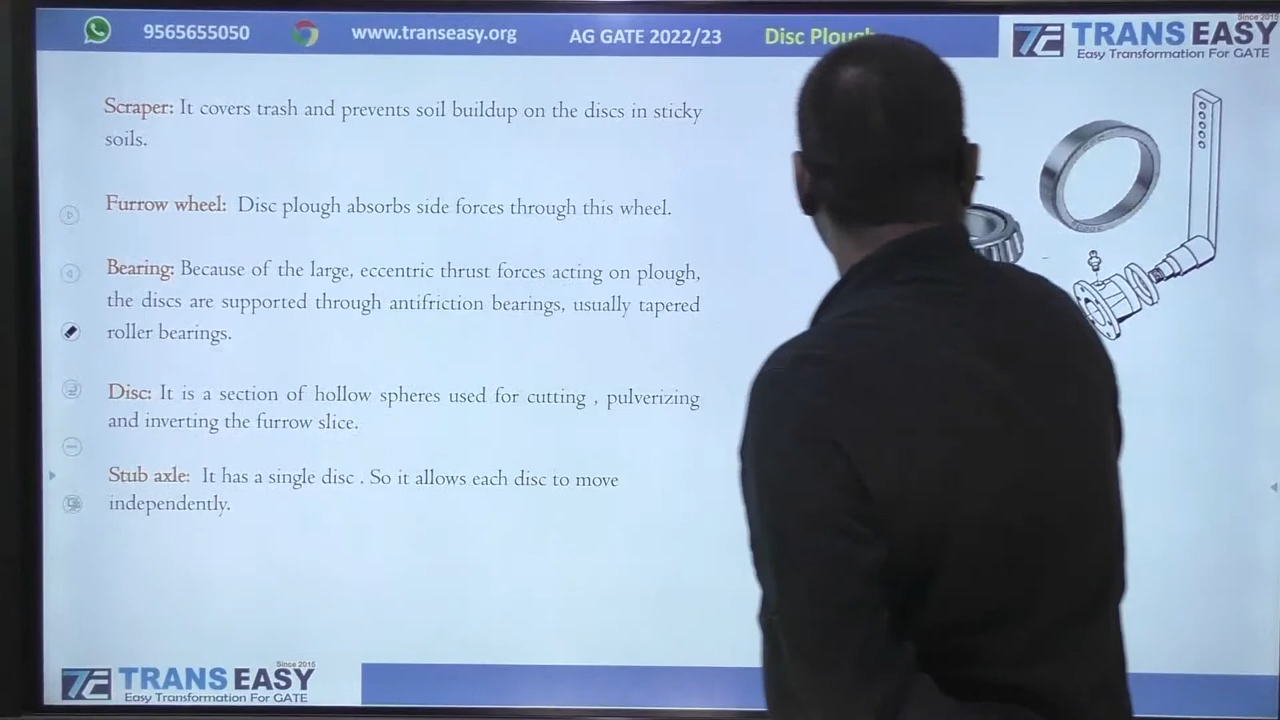 9565655050 www.transeasy.org AG GATE 2022/23 Disc Plough
Since 2015
TRANS EASY
Easy Transformation For GATE
Scraper: It covers trash and prevents soil buildup on the discs in sticky
soils.
Furrow wheel: Disc plough absorbs side forces through this wheel.
Bearing: Because of the large, eccentric thrust forces acting on plough,
the discs are supported through antifriction bearings, usually tapered
roller bearings.
Disc: It is a section of hollow spheres used for cutting , pulverizing
and inverting the furrow slice.
Stub axle: It has a single disc . So it allows each disc to move
independently.
Since 2015
TRANS EASY
Easy Transformation For GATE